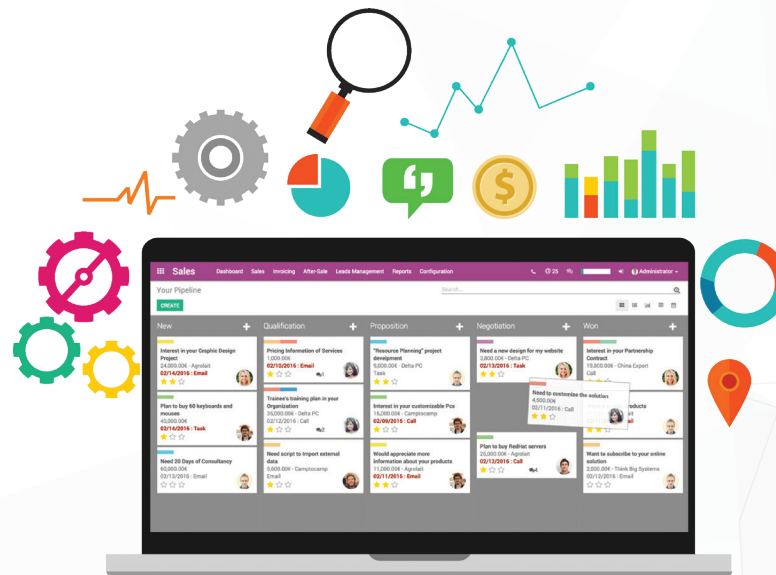 Sales
Dashboard Sales Invoicing After-Sale Leads Management Reports Configuration
25
Administrator
Your Pipeline
Search...
CREATE
New
Qualification
Proposition
Negotiation
Won
Interest in your Graphic Design
Project
24,000.00€ - Agrolait
02/14/2016 : Email
Plan to buy 60 keyboards and
mouses
40,000.00€
02/14/2016 : Task
Need 20 Days of Consultancy
60,000.00€
02/13/2016 : Email
Pricing Information of Services
1,000.00€
02/10/2016 : Email
1
Trainee's training plan in your
Organization
35,000.00€ - Delta PC
02/12/2016 : Call
2
Need script to import external
data
5,600.00€ - Camptocamp
Email
"Resource Planning" project
develpment
9,000.00€ - Delta PC
Task
Interest in your customizable Pcs
15,000.00€ - Camptocamp
02/09/2016 : Call
Would appreciate more
information about your products
11,000.00€ - Agrolait
02/11/2016 : Email
Need a new design for my website
3,800.00€ - Delta PC
02/13/2016 : Task
Need to customize the solution
4,500.00€
02/11/2016 : Call
Plan to buy RedHat servers
25,000.00€ - Agrolait
02/12/2016 : Call
4
Interest in your Partnership
Contract
19,800.00€ - China Export
Call
Want to subscribe to your online
solution
2,000.00€ - Think Big Systems
02/12/2016 : Email